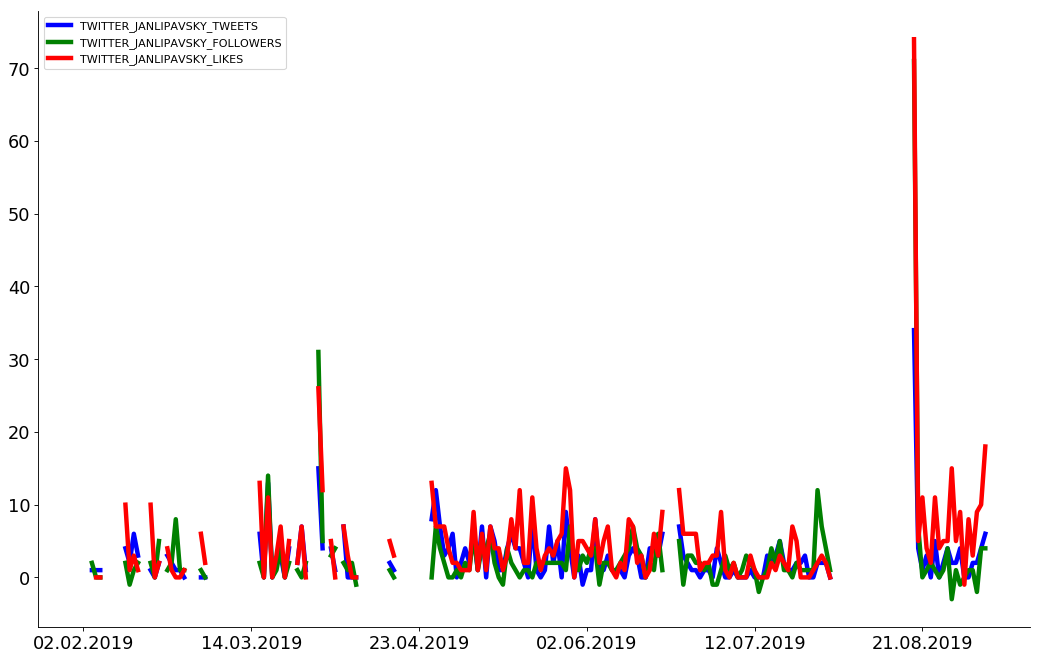 TWITTER_JANLIPAVSKY_TWEETS
TWITTER_JANLIPAVSKY_FOLLOWERS
TWITTER_JANLIPAVSKY_LIKES
70
60
50
40
30
20
10
0
02.02.2019 14.03.2019 23.04.2019 02.06.2019 12.07.2019 21.08.2019